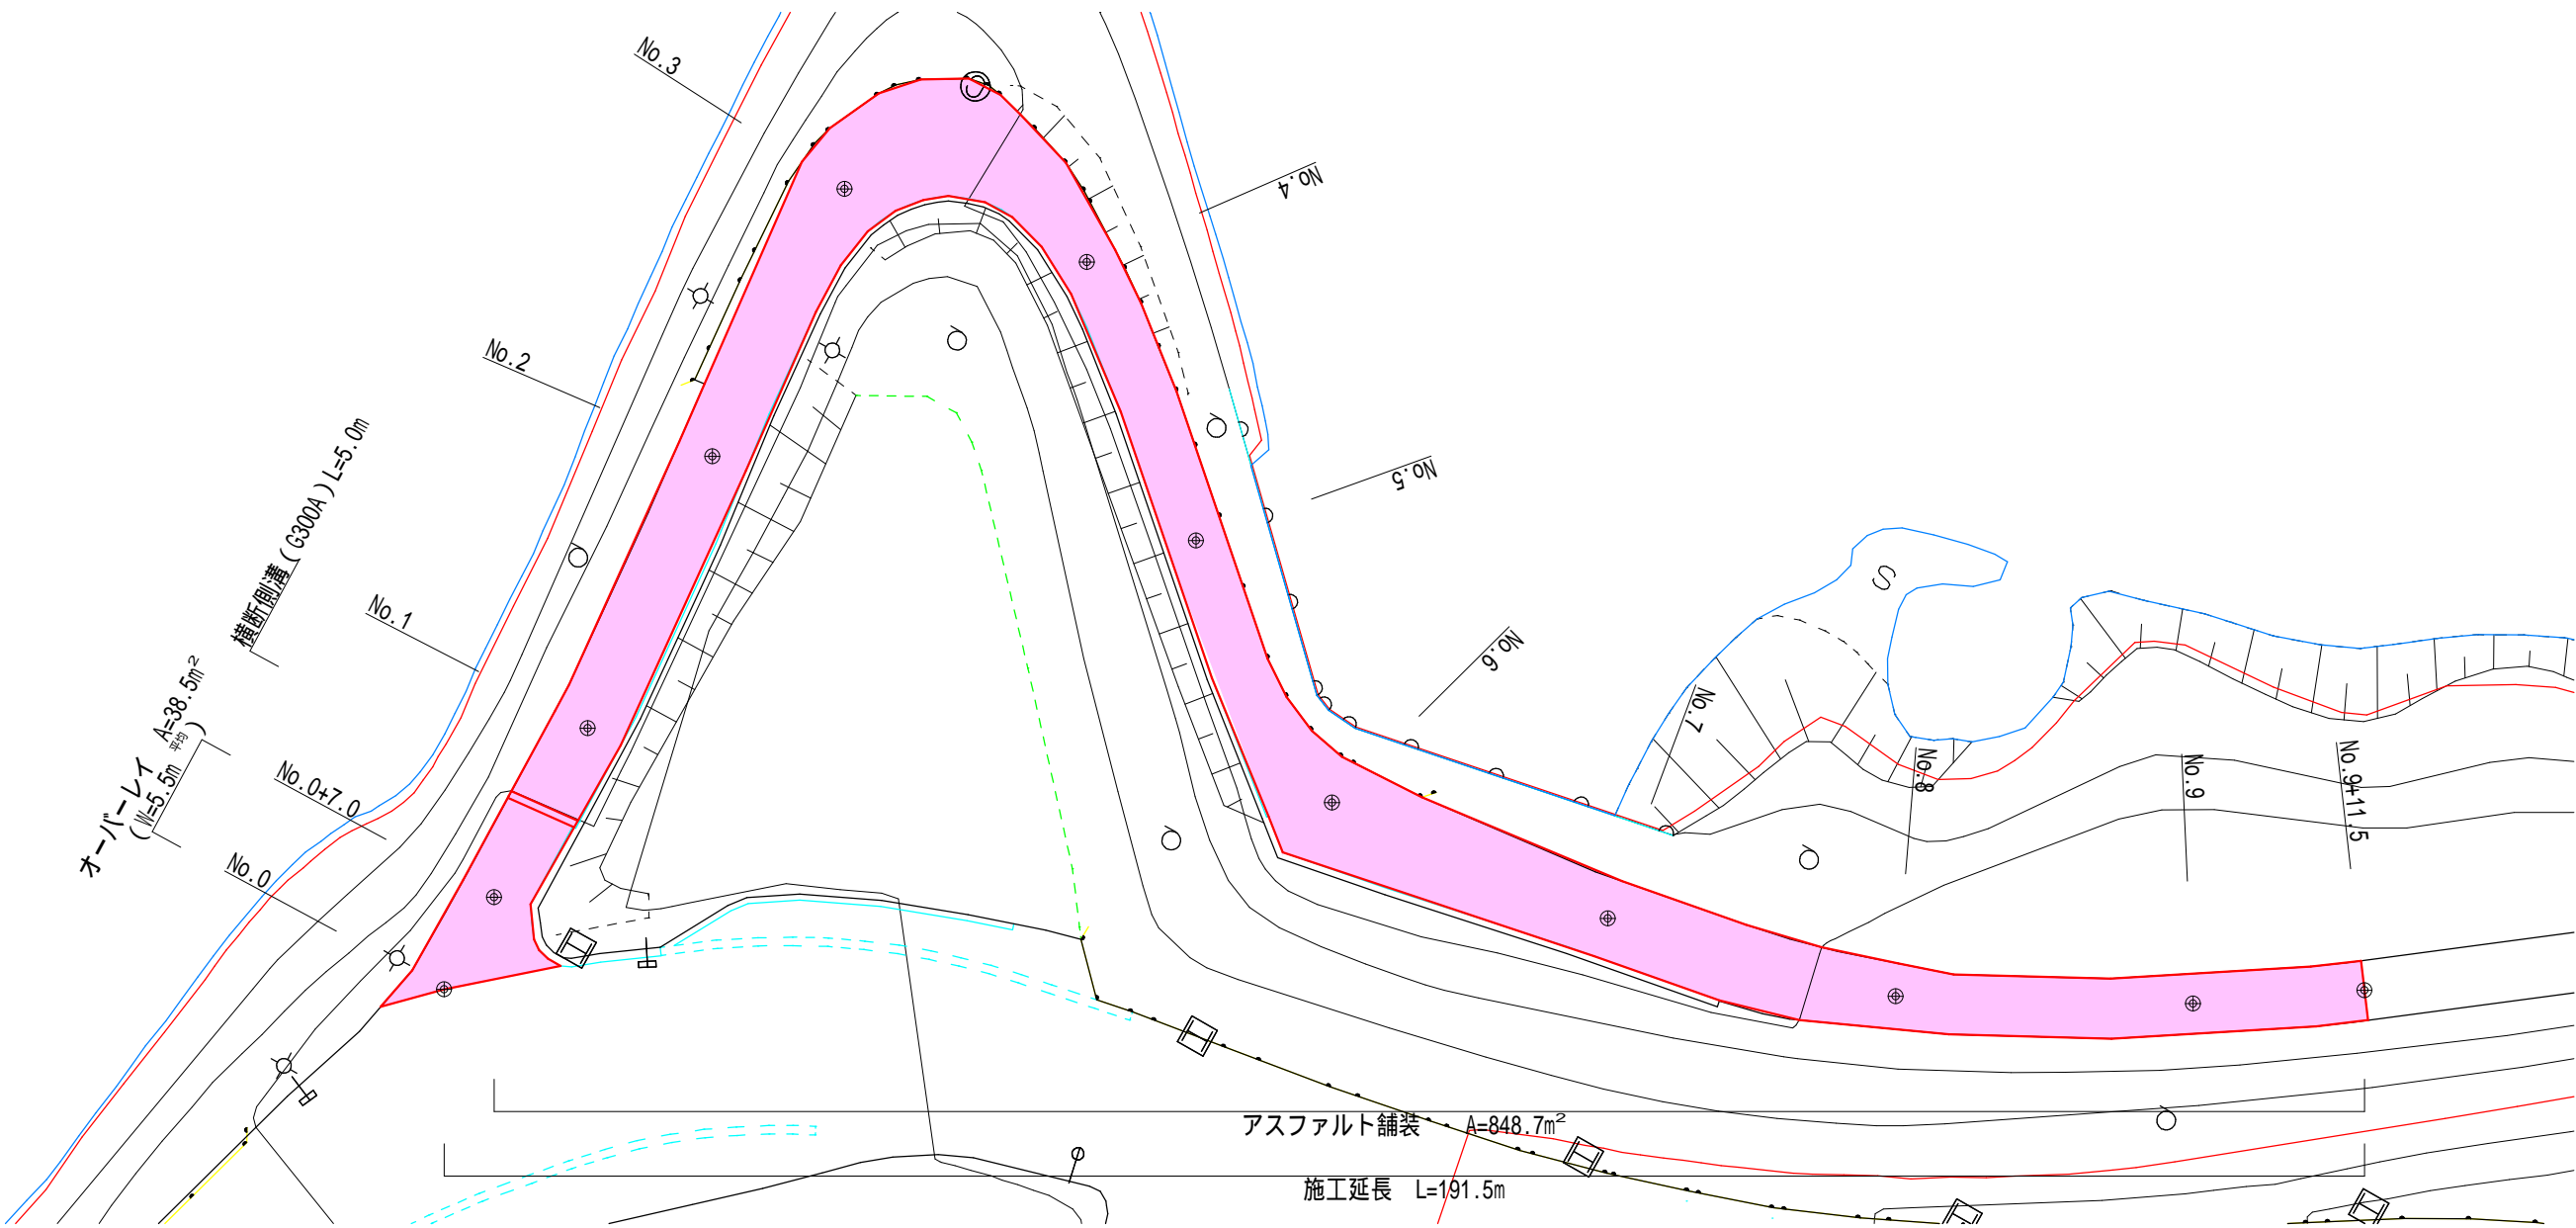 No.3
No.4
No.2
横断側溝(G300A)L=5.0m
No.5
No.1
No.6
オーバーレイ A=38.5m²
(W=5.5m 平均)
No.0+7.0
No.7
No.8
No.9
No.9+11.5
No.0
アスファルト舗装 A=848.7m²
施工延長 L=191.5m